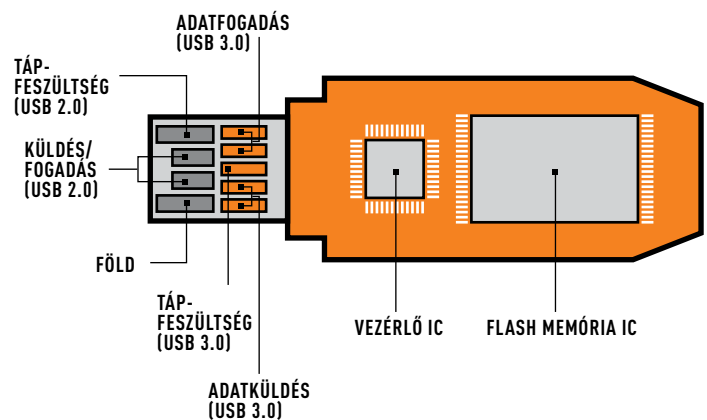 ADATFOGADÁS
(USB 3.0)
TÁP-
FESZÜLTSÉG
(USB 2.0)
KÜLDÉS/
FOGADÁS
(USB 2.0)
FÖLD
TÁP-
FESZÜLTSÉG
(USB 3.0)
ADATKÜLDÉS
(USB 3.0)
VEZÉRLŐ IC
FLASH MEMÓRIA IC